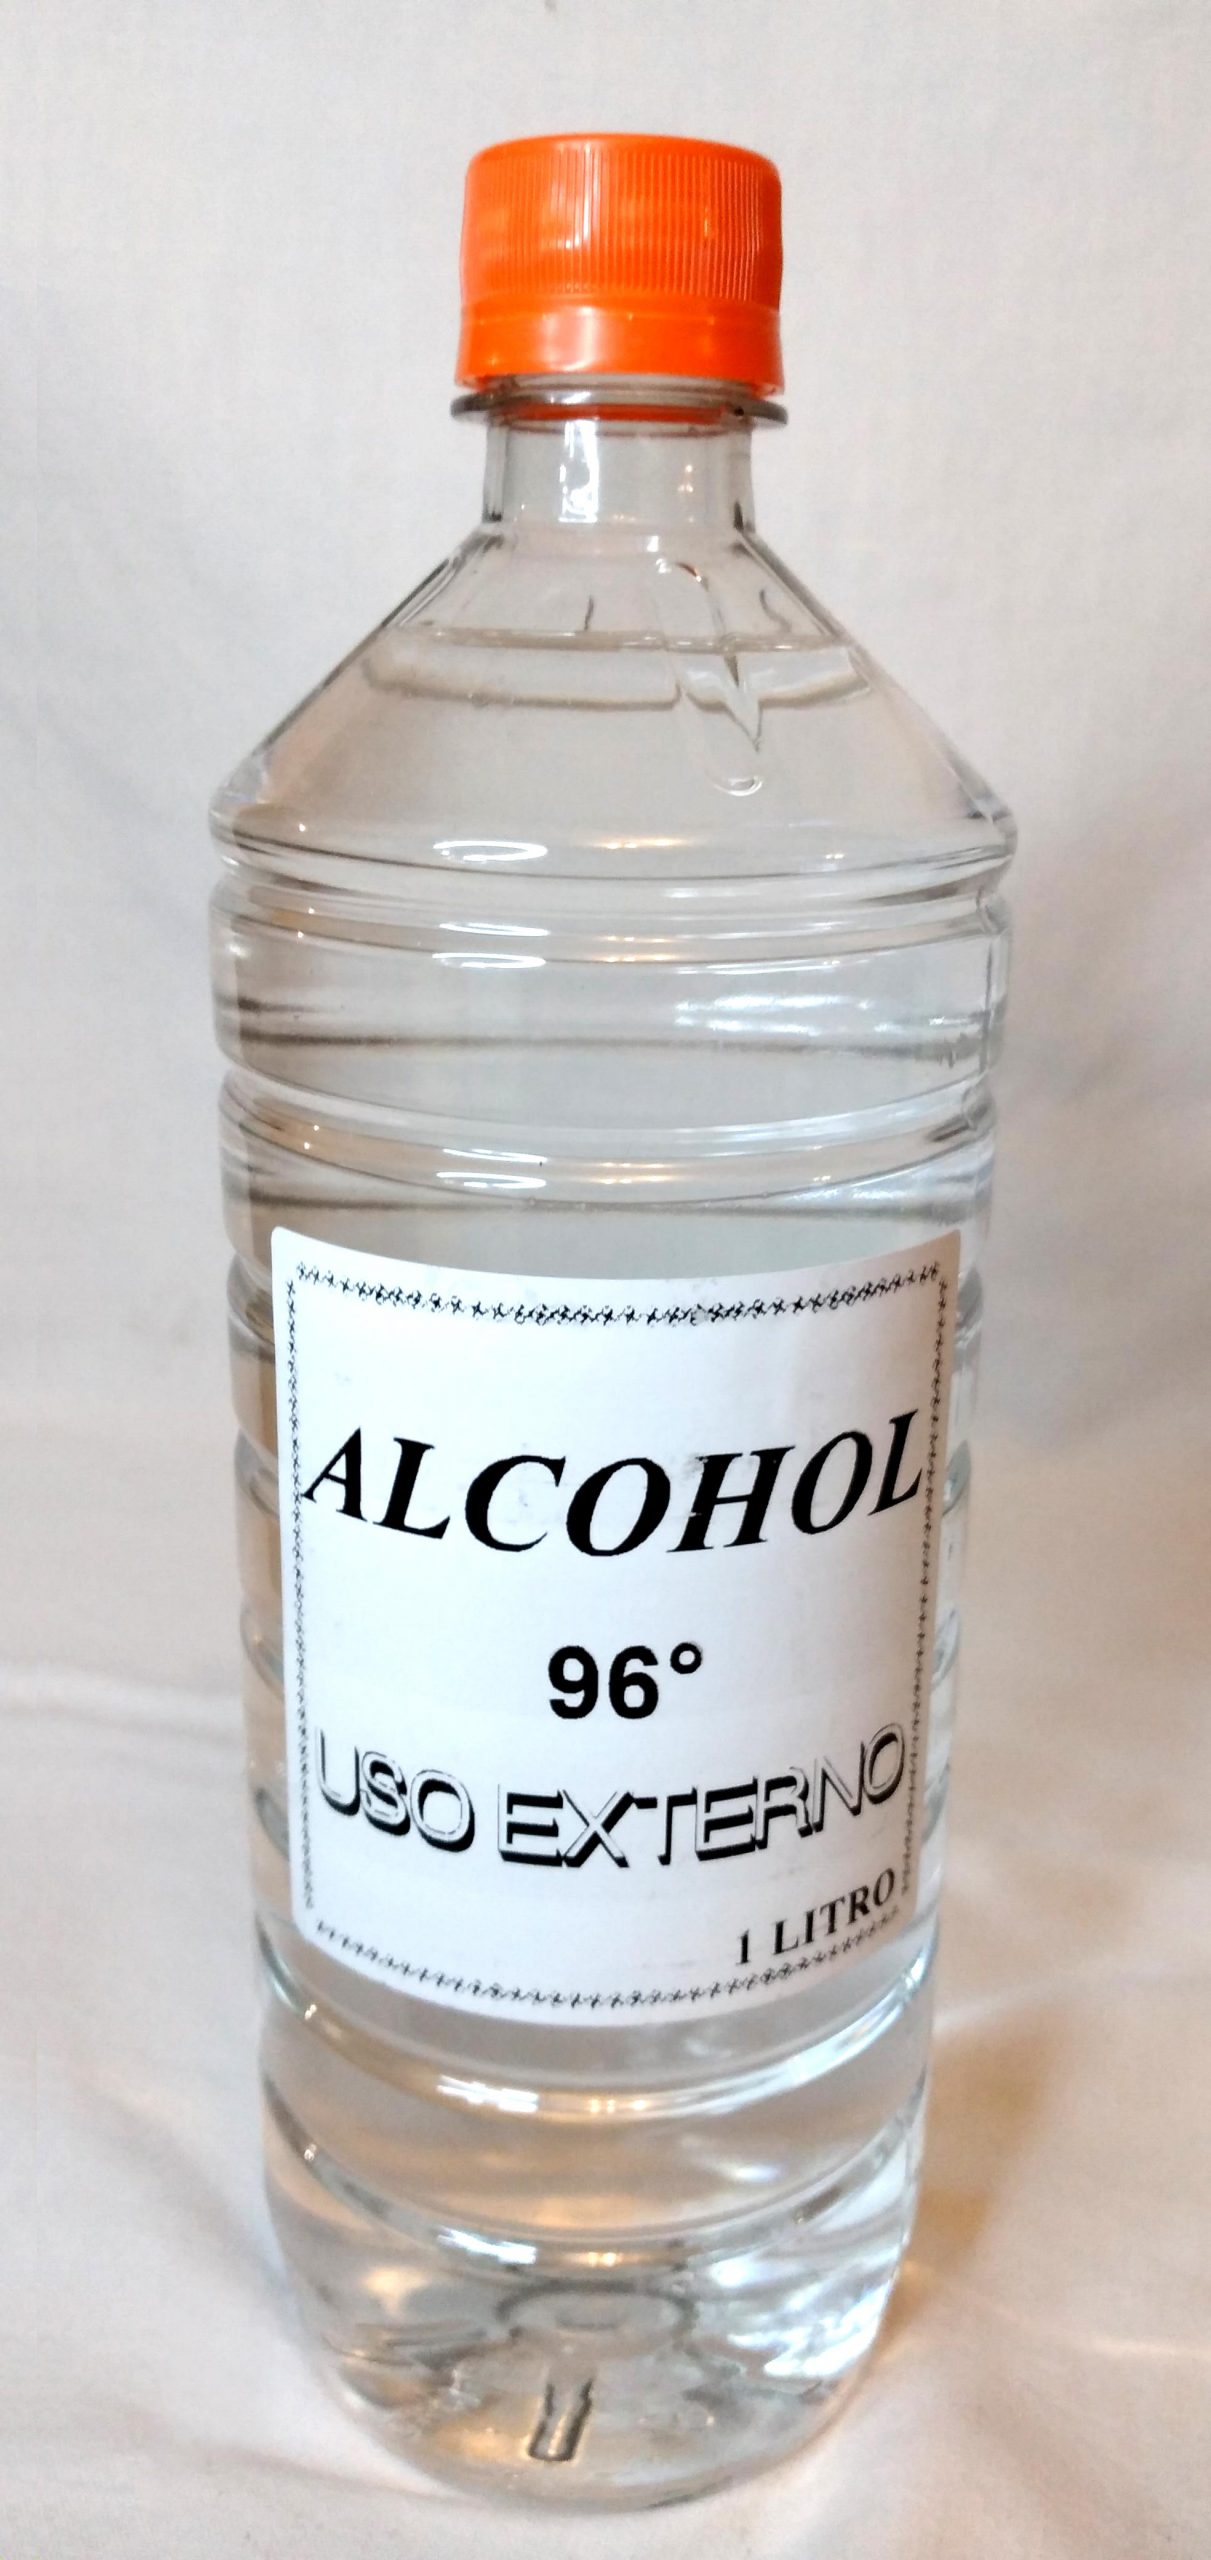 ALCOHOL
96°
USO EXTERNO
1 LITRO